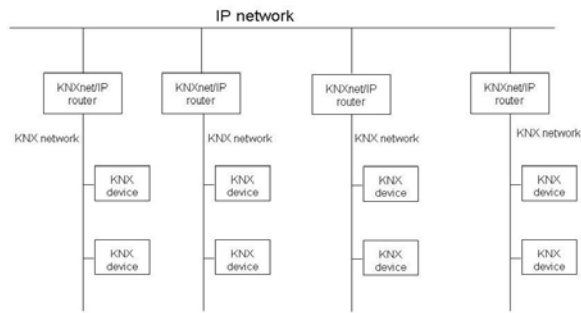 IP network
KNXnet/IP
router
KNXnet/IP
router
KNXnet/IP
router
KNXnet/IP
router
KNX network
KNX network
KNX network
KNX network
KNX
device
KNX
device
KNX
device
KNX
device
KNX
device
KNX
device
KNX
device
KNX
device